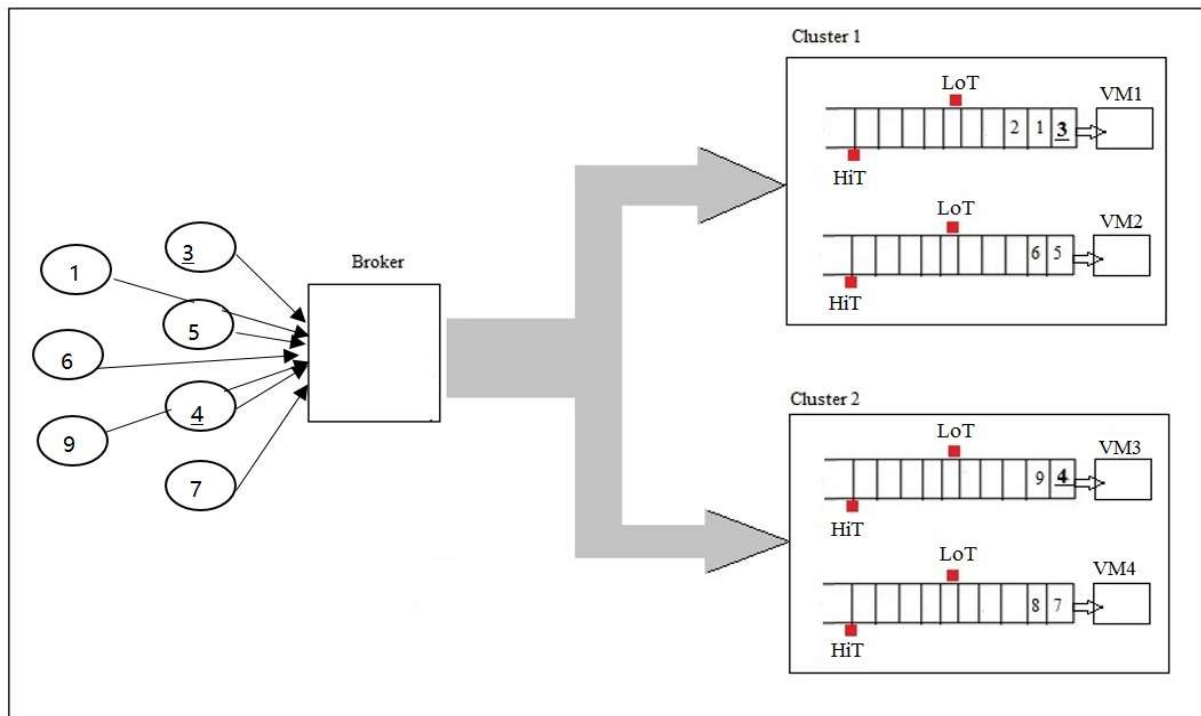 Cluster 1
LoT
VM1
2 1 3
HiT
LoT
VM2
6 5
HiT
3
1
Broker
5
6
4
9
7
Cluster 2
LoT
VM3
9 4
HiT
LoT
VM4
8 7
HiT